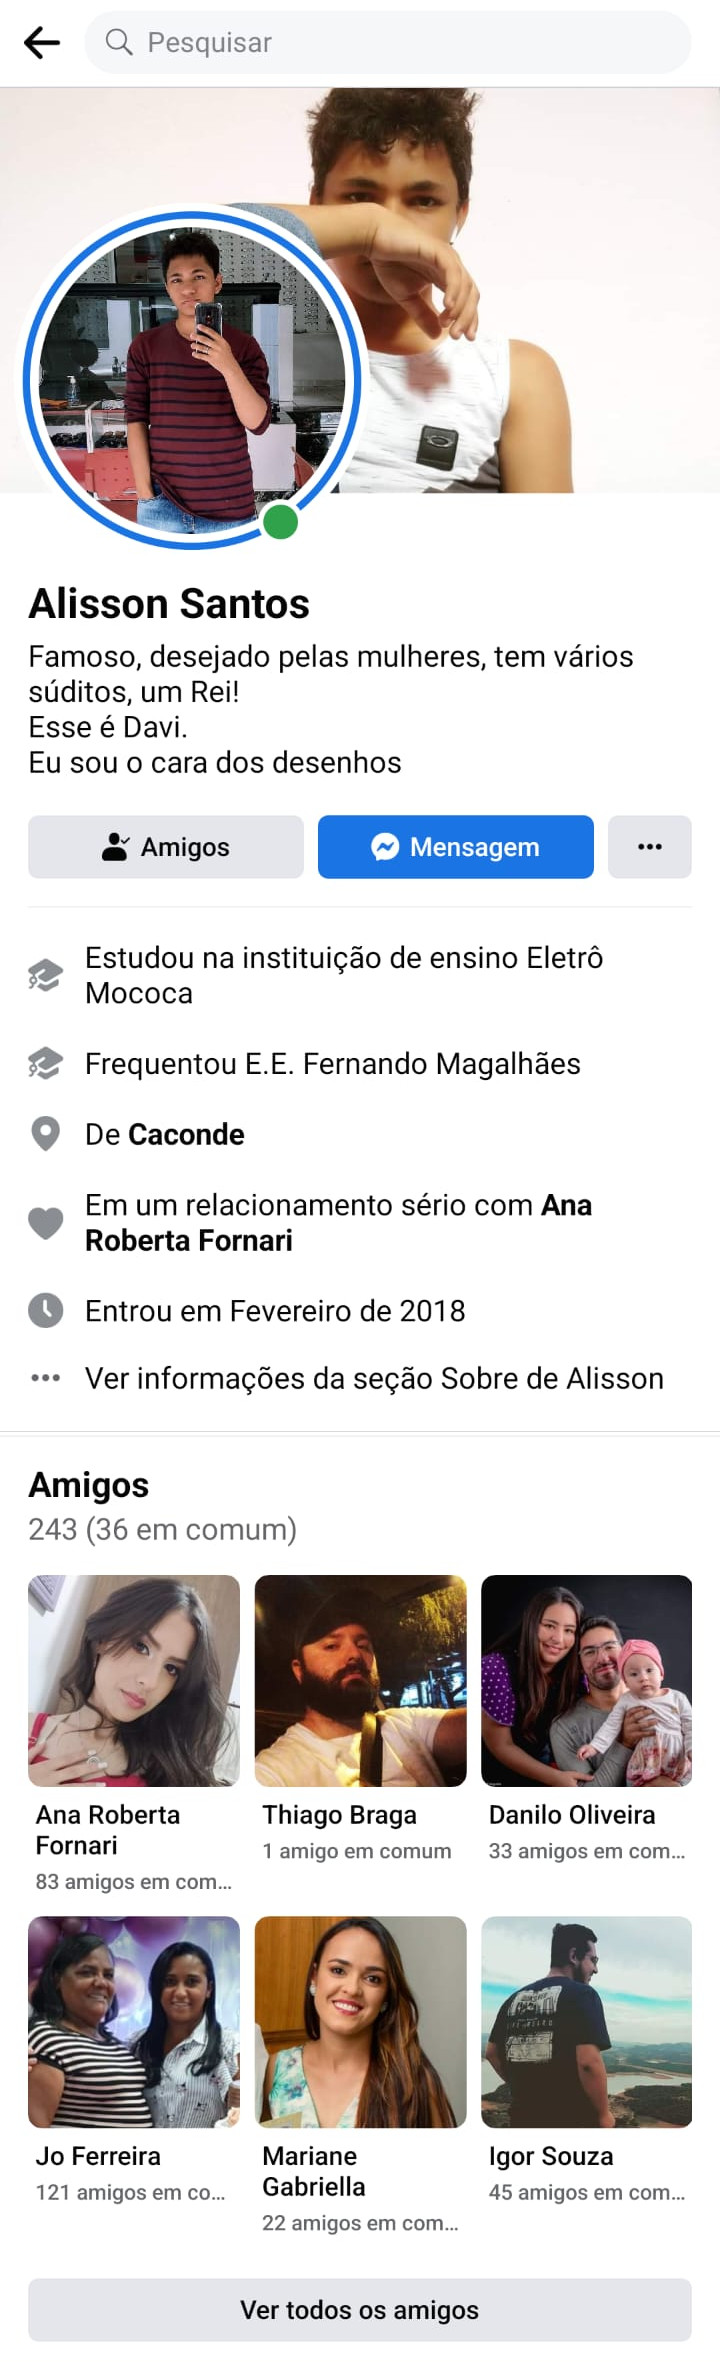 Pesquisar
Alisson Santos
Famoso, desejado pelas mulheres, tem vários
súditos, um Rei!
Esse é Davi.
Eu sou o cara dos desenhos
Amigos
Mensagem
Estudou na instituição de ensino Eletrô
Mococa
Frequentou E.E. Fernando Magalhães
De Caconde
Em um relacionamento sério com Ana
Roberta Fornari
Entrou em Fevereiro de 2018
Ver informações da seção Sobre de Alisson
Amigos
243 (36 em comum)
Ana Roberta
Fornari
83 amigos em com...
Thiago Braga
1 amigo em comum
Danilo Oliveira
33 amigos em com...
Jo Ferreira
121 amigos em co...
Mariane
Gabriella
22 amigos em com...
Igor Souza
45 amigos em com...
Ver todos os amigos